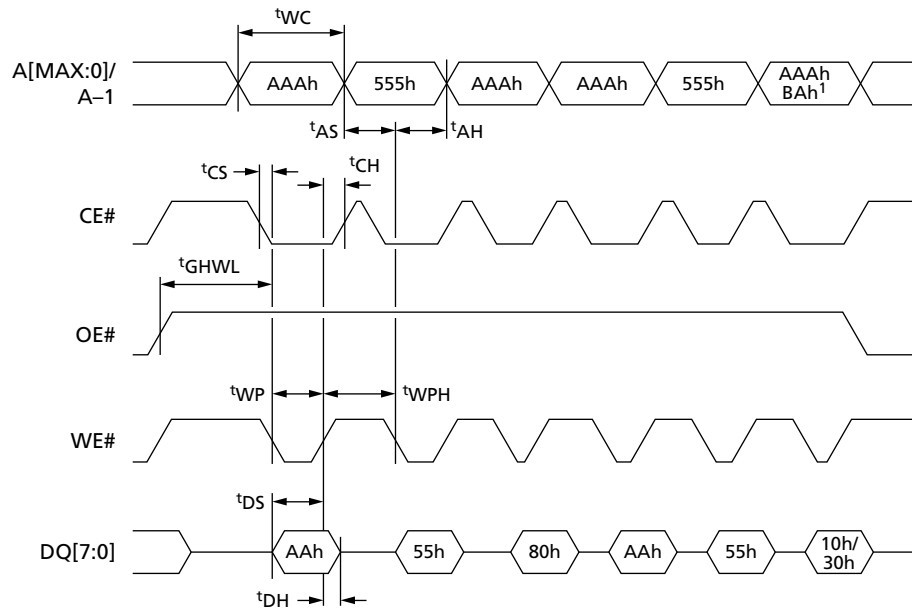 tWC
A[MAX:0]/
A–1
AAAh
555h
AAAh
AAAh
555h
AAAh
BAh1
tAS
tAH
tCS
tCH
CE#
tGHWL
OE#
tWP
tWPH
WE#
tDS
DQ[7:0]
AAh
55h
80h
AAh
55h
10h/
30h
tDH